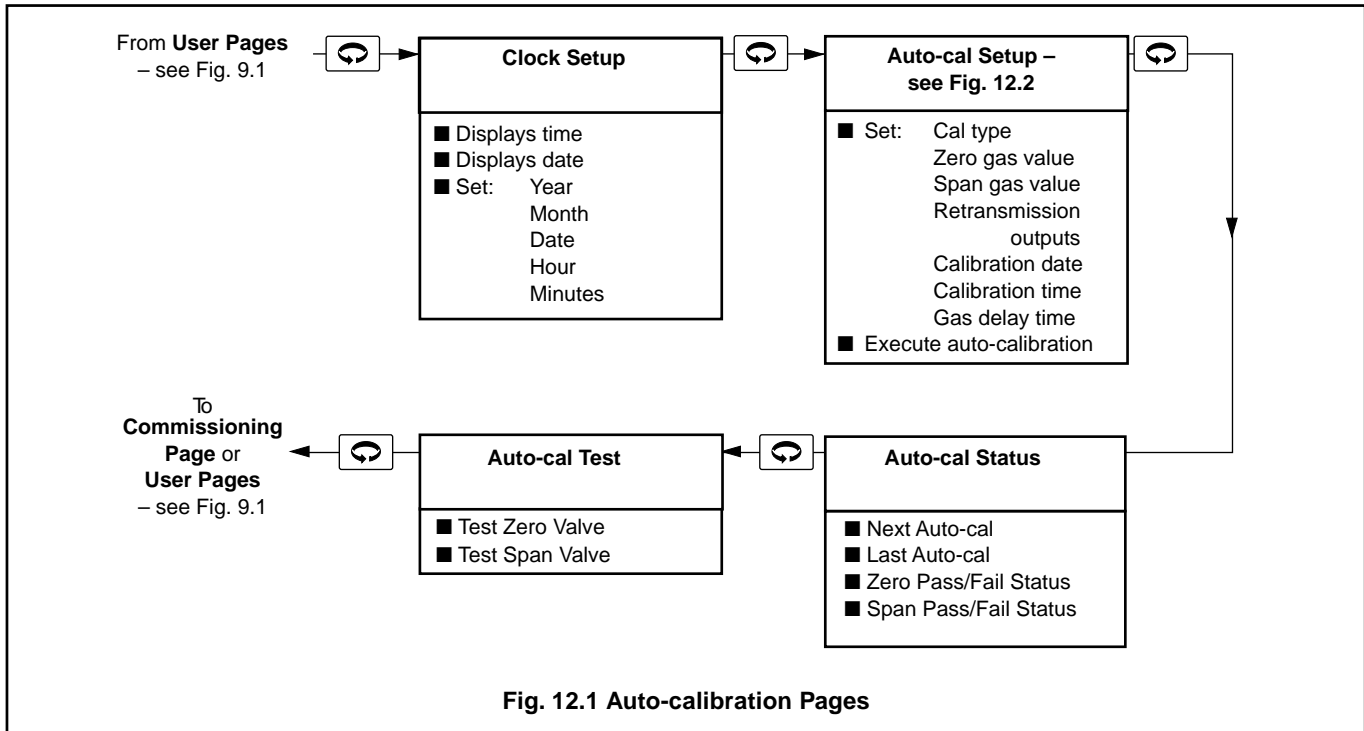 From User Pages
– see Fig. 9.1
Clock Setup
■ Displays time
■ Displays date
■ Set: Year
Month
Date
Hour
Minutes
Auto-cal Setup –
see Fig. 12.2
■ Set: Cal type
Zero gas value
Span gas value
Retransmission
outputs
Calibration date
Calibration time
Gas delay time
■ Execute auto-calibration
Auto-cal Status
■ Next Auto-cal
■ Last Auto-cal
■ Zero Pass/Fail Status
■ Span Pass/Fail Status
Auto-cal Test
■ Test Zero Valve
■ Test Span Valve
To
Commissioning
Page or
User Pages
– see Fig. 9.1
Fig. 12.1 Auto-calibration Pages